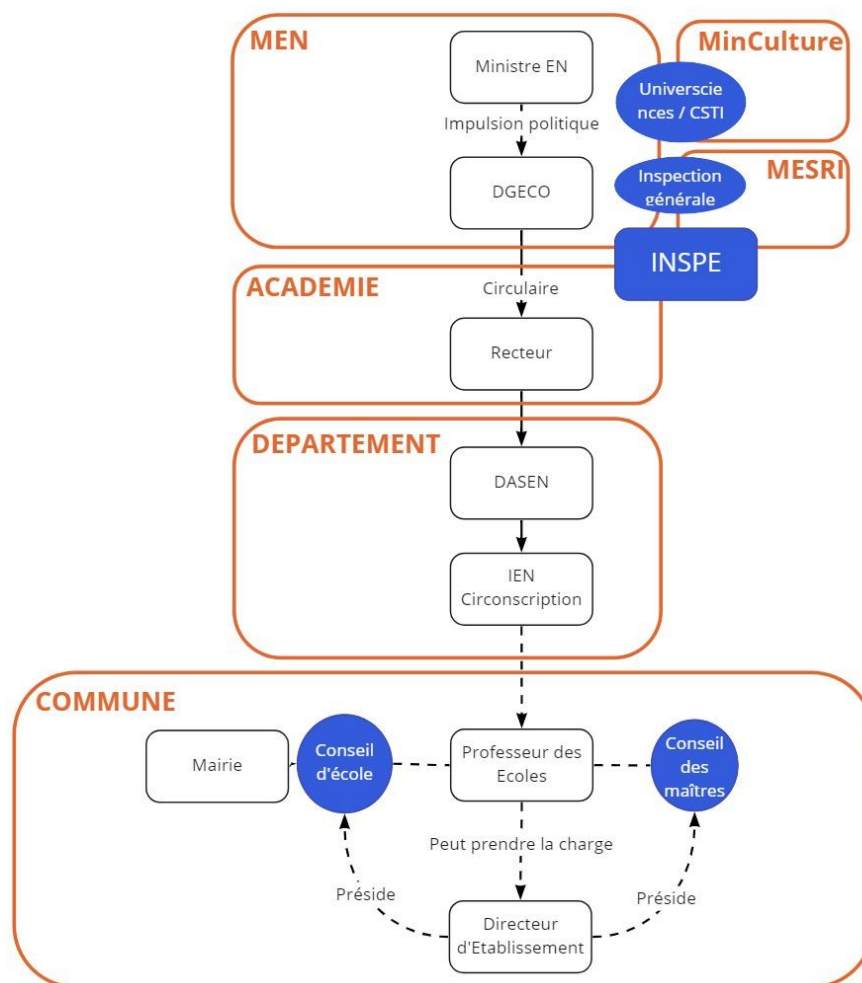 MEN
MinCulture
Ministre EN
Universcie
nces / CSTI
Impulsion politique
MESRI
DGECO
Inspection
générale
INSPE
ACADEMIE
Circulaire
Recteur
DEPARTEMENT
DASEN
IEN
Circonscription
COMMUNE
Mairie
Conseil
d'école
Professeur des
Ecoles
Conseil
des
maîtres
Peut prendre la charge
Préside
Préside
Directeur
d'Etablissement